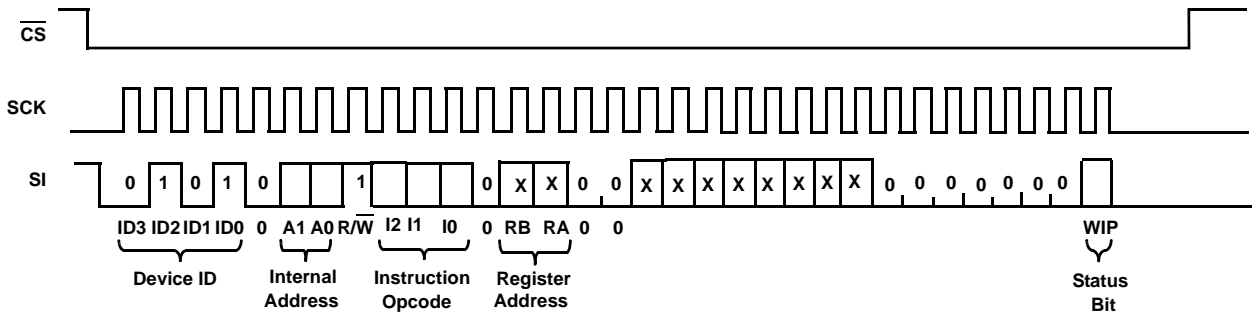 CS
SCK
SI 0 1 0 1 0 1 0 X X 0 0 X X X X X X X X 0 0 0 0 0 0 0
ID3 ID2 ID1 ID0 0 A1 A0 R/W I2 I1 I0 0 RB RA 0 0 WIP
Device ID
Internal
Address
Instruction
Opcode
Register
Address
Status
Bit